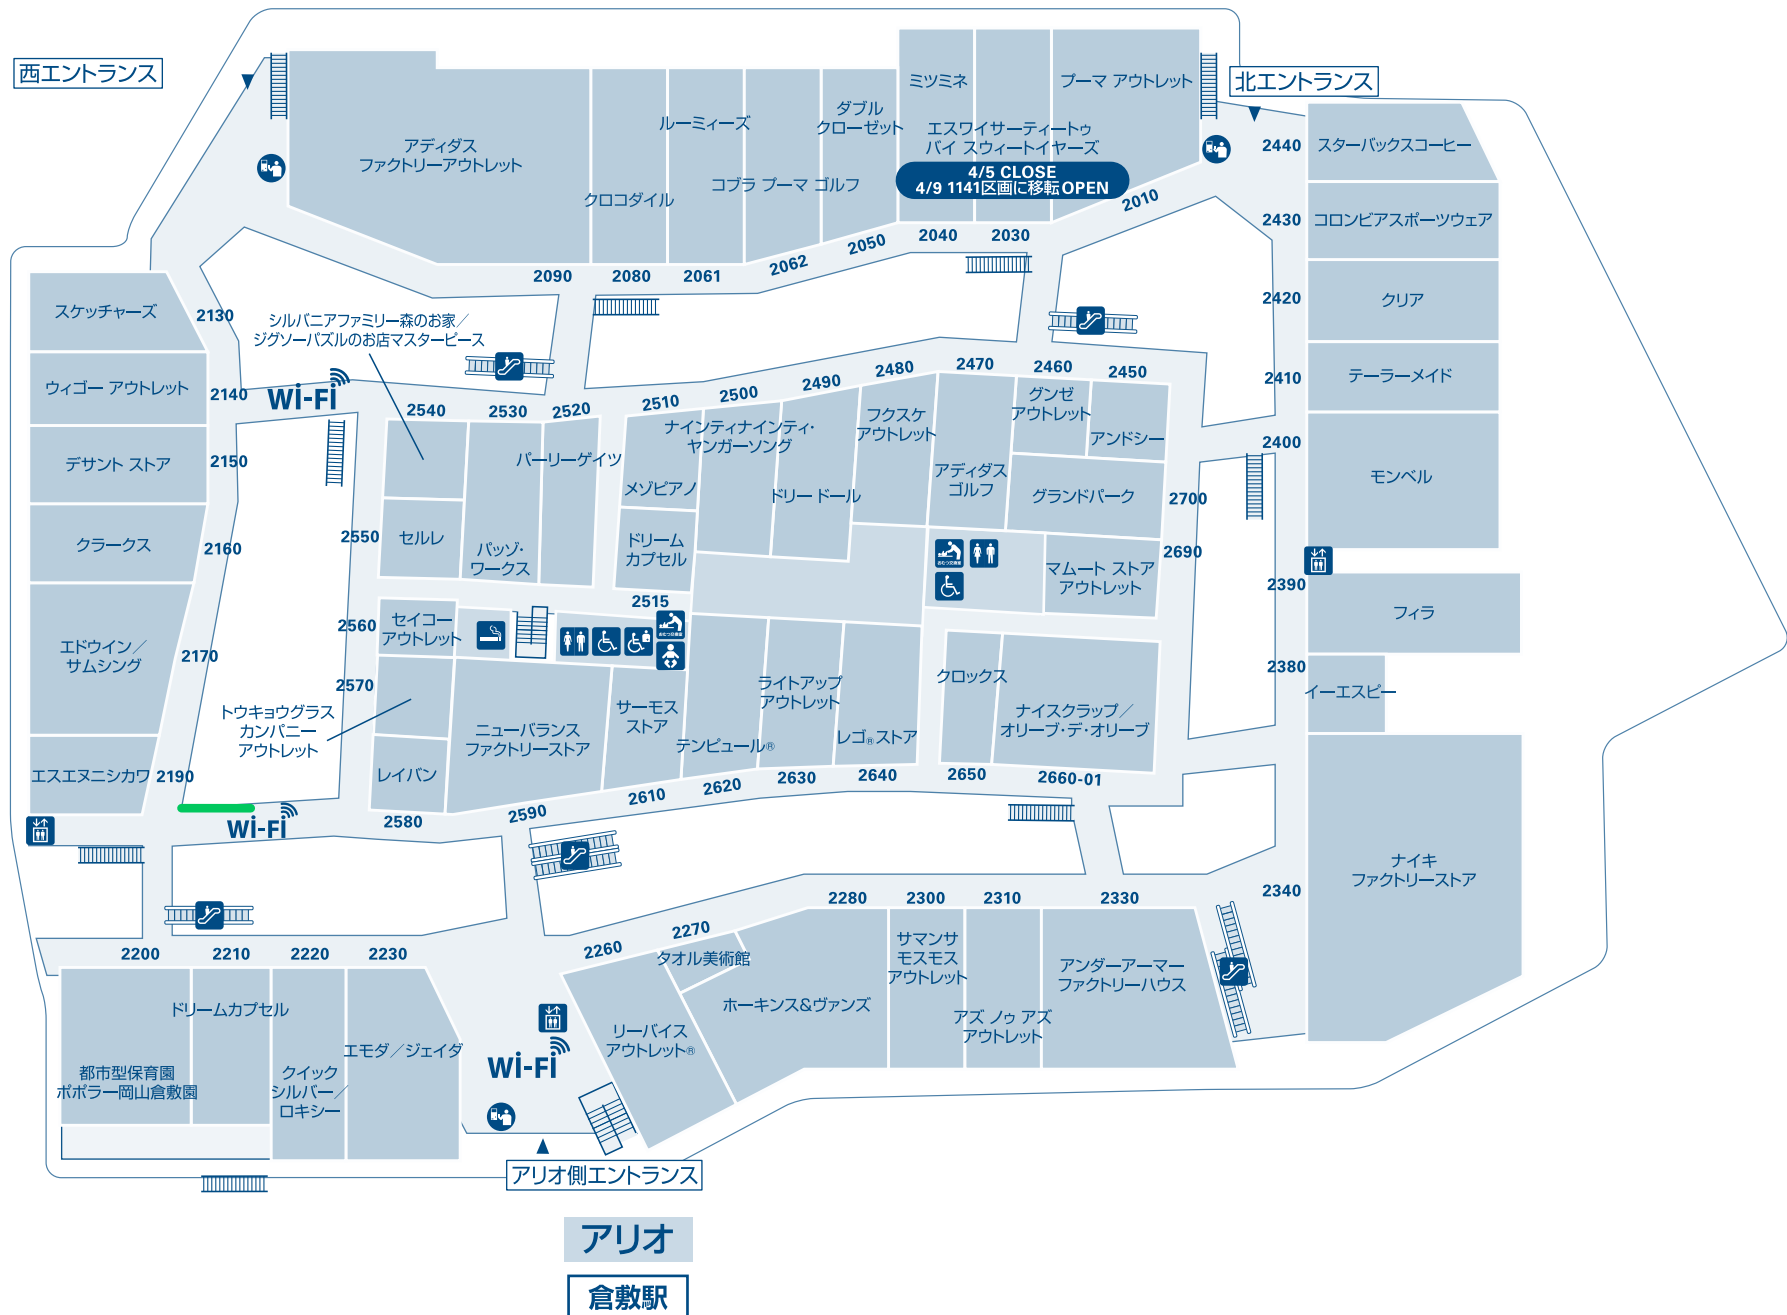 西エントランス
北エントランス
アディダス
ファクトリーアウトレット
クロコダイル
ルーミィーズ
コブラ プーマ ゴルフ
ダブル
クローゼット
ミツミネ
エスワイサーティートゥ
バイ スウィートイヤーズ
4/5 CLOSE
4/9 1141区画に移転OPEN
プーマ アウトレット
2090
2080
2061
2062
2050
2040
2030
2010
2440
スターバックスコーヒー
2430
コロンビアスポーツウェア
2420
クリア
2410
テーラーメイド
2400
モンベル
2390
フィラ
2380
イーエスピー
2340
ナイキ
ファクトリーストア
スケッチャーズ
2130
ウィゴー アウトレット
2140
デサント ストア
2150
クラークス
2160
エドウイン／
サムシング
2170
エスエヌニシカワ
2190
シルバニアファミリー森のお家／
ジグソーパズルのお店マスターピース
Wi-Fi
2540
2530
2520
2510
2500
2490
2480
2470
2460
2450
パーリーゲイツ
ナインティナインティ・
ヤンガーソング
フクスケ
アウトレット
グンゼ
アウトレット
アンドシー
メゾピアノ
ドリー ドール
アディダス
ゴルフ
グランドパーク
2700
2550
セルレ
パッゾ・
ワークス
ドリーム
カプセル
2515
マムート ストア
アウトレット
2690
おむつ交換室
おむつ交換室
2560
セイコー
アウトレット
2570
トウキョウグラス
カンパニー
アウトレット
レイバン
ニューバランス
ファクトリーストア
サーモス
ストア
テンピュール®
ライトアップ
アウトレット
レゴ®ストア
クロックス
ナイスクラップ／
オリーブ・デ・オリーブ
Wi-Fi
2580
2590
2610
2620
2630
2640
2650
2660-01
2200
2210
2220
2230
ドリームカプセル
都市型保育園
ポポラー岡山倉敷園
クイック
シルバー／
ロキシー
エモダ／ジェイダ
Wi-Fi
2260
2270
2280
2300
2310
2330
タオル美術館
リーバイス
アウトレット®
ホーキンス&ヴァンズ
サマンサ
モスモス
アウトレット
アズ ノゥ アズ
アウトレット
アンダーアーマー
ファクトリーハウス
アリオ側エントランス
アリオ
倉敷駅